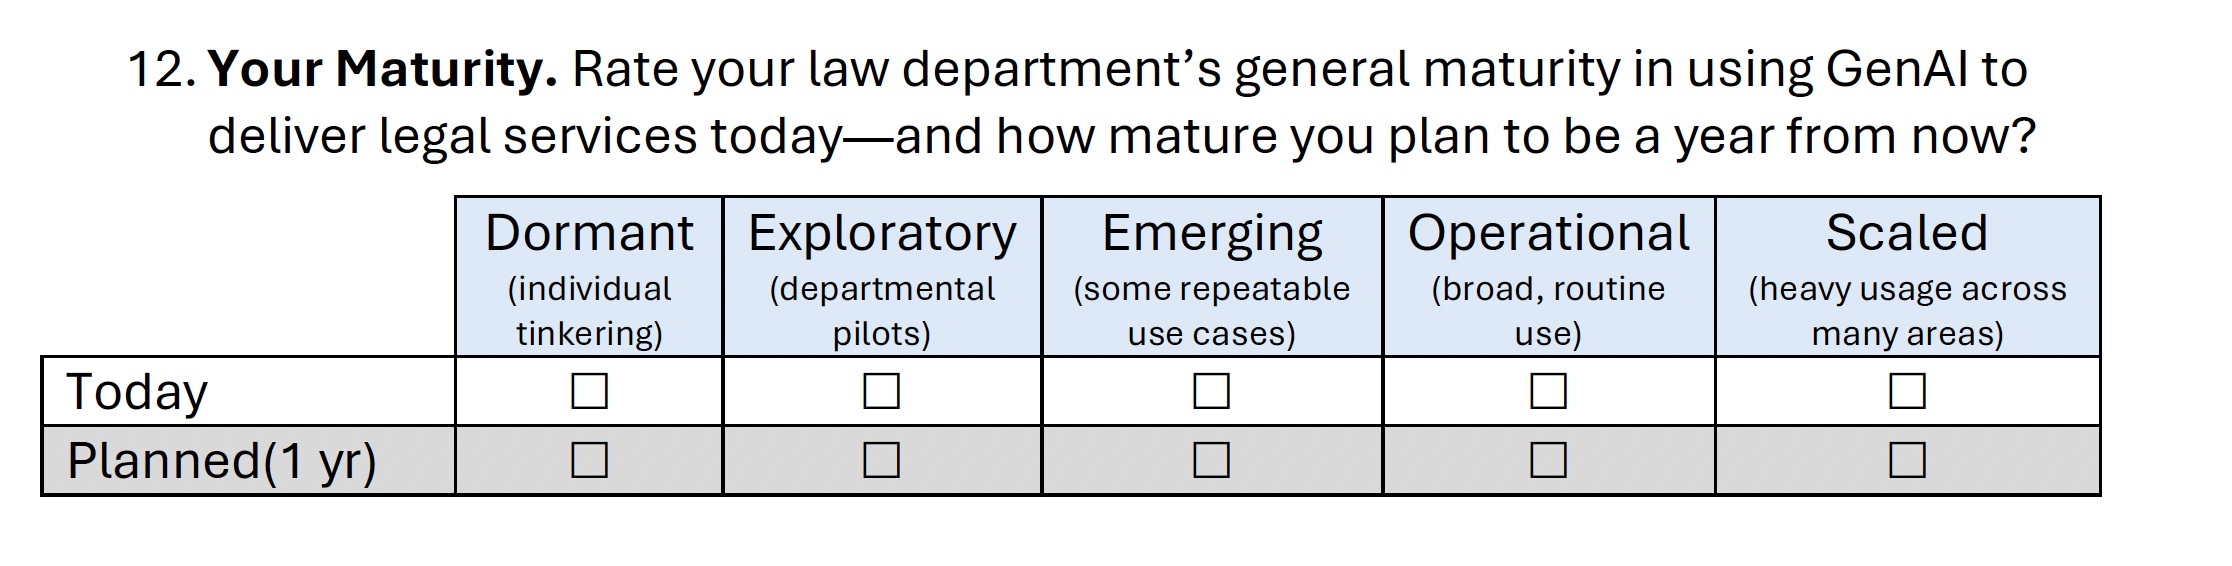 12. Your Maturity. Rate your law department’s general maturity in using GenAI to
deliver legal services today—and how mature you plan to be a year from now?
Dormant Exploratory Emerging Operational Scaled
(individual (departmental (some repeatable (broad, routine (heavy usage across
tinkering) pilots) use cases) use) many areas)
Today ☐ ☐ ☐ ☐ ☐
Planned(1 yr) ☐ ☐ ☐ ☐ ☐